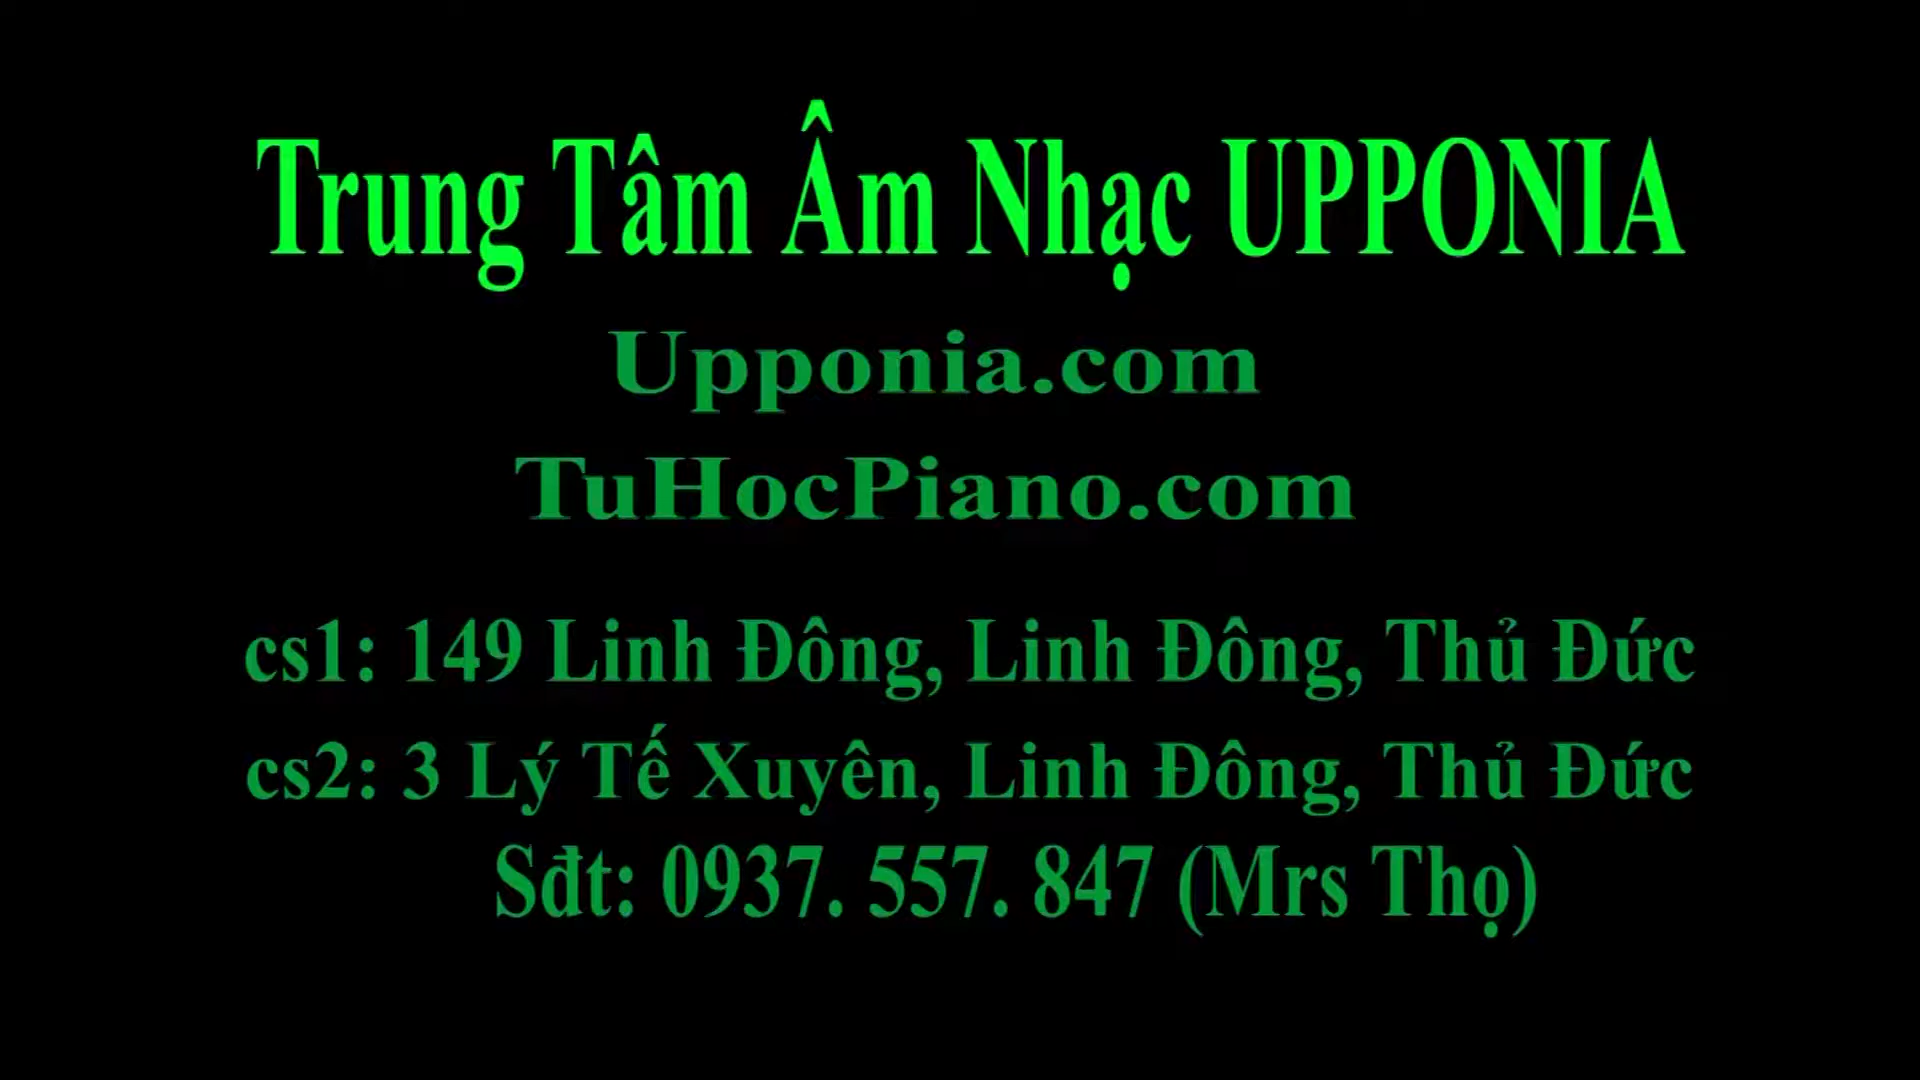 Trung Tâm Âm Nhạc UPPONIA
Upponia.com
TuHocPiano.com
cs1: 149 Linh Đông, Linh Đông, Thủ Đức
cs2: 3 Lý Tế Xuyên, Linh Đông, Thủ Đức
Sđt: 0937. 557. 847 (Mrs Thọ)